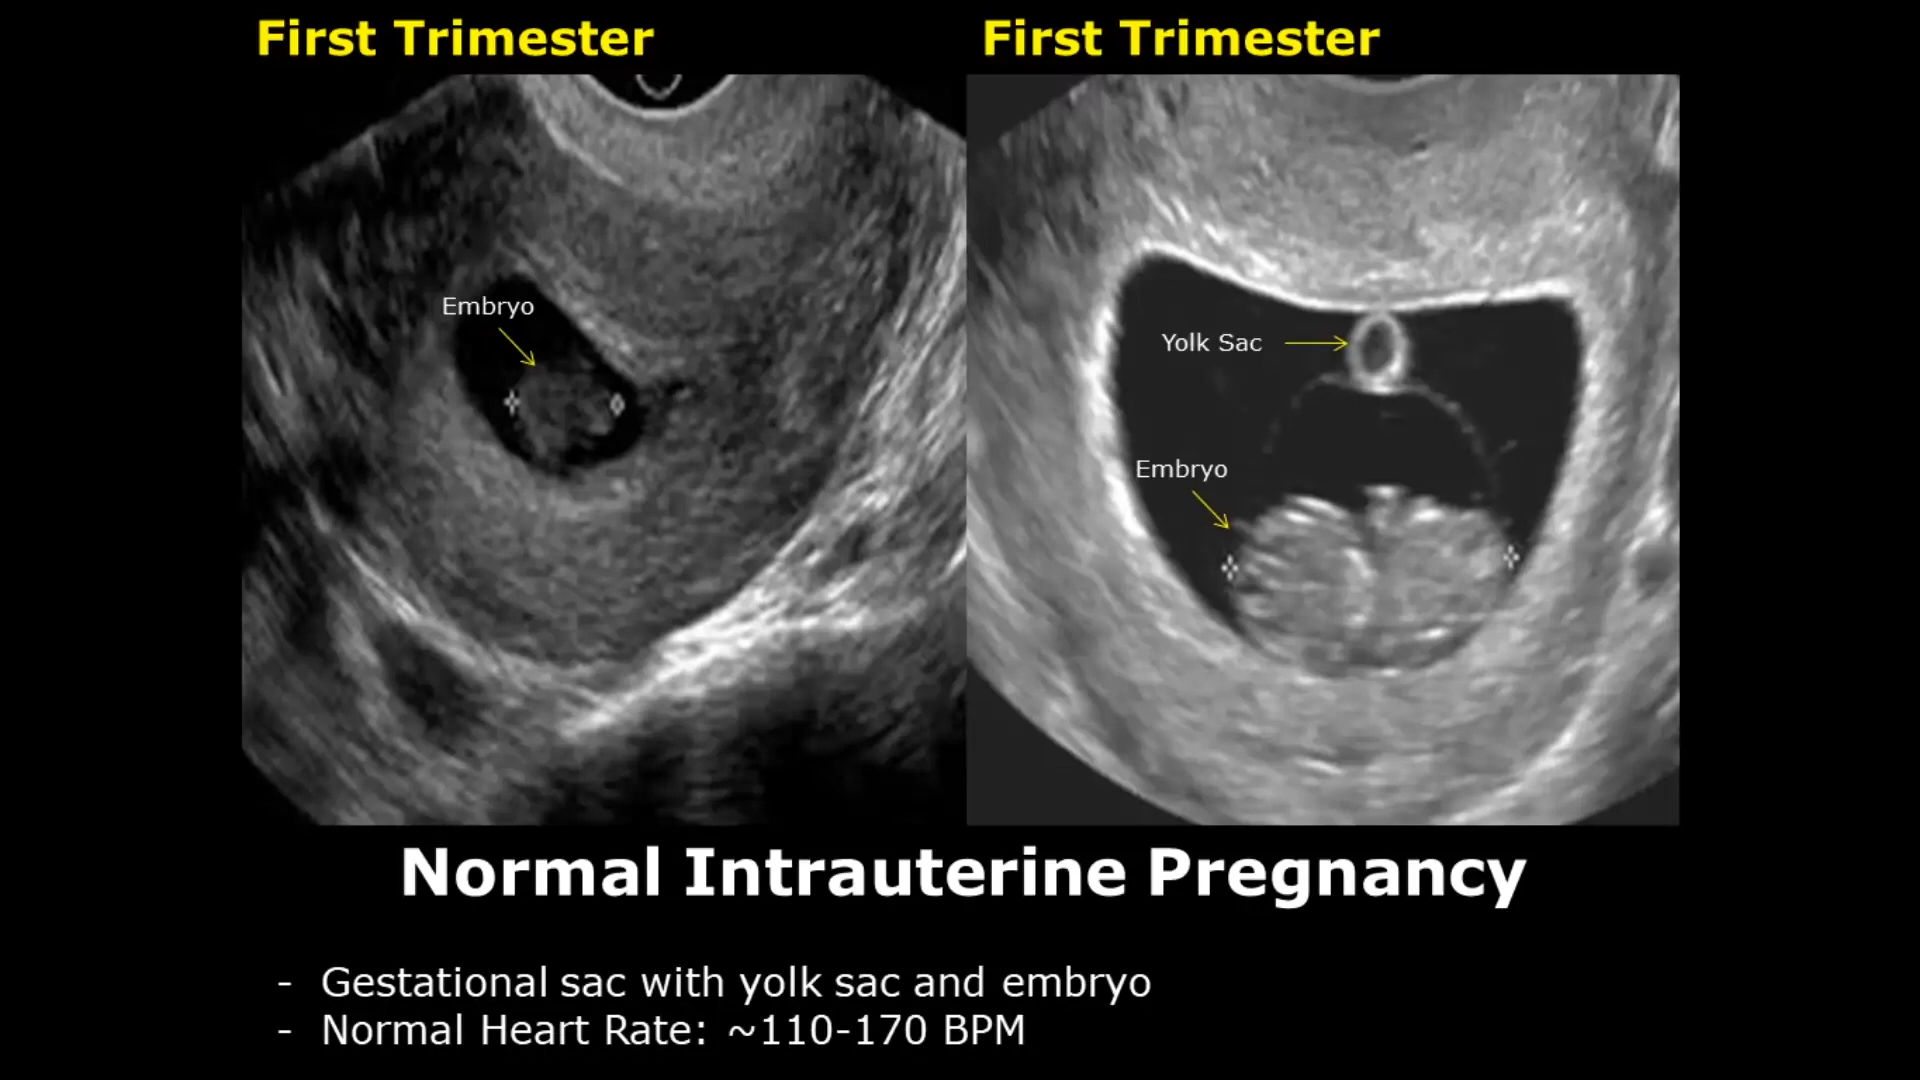 First Trimester
First Trimester
Embryo
Yolk Sac
Embryo
Normal Intrauterine Pregnancy
- Gestational sac with yolk sac and embryo
- Normal Heart Rate: ~110-170 BPM